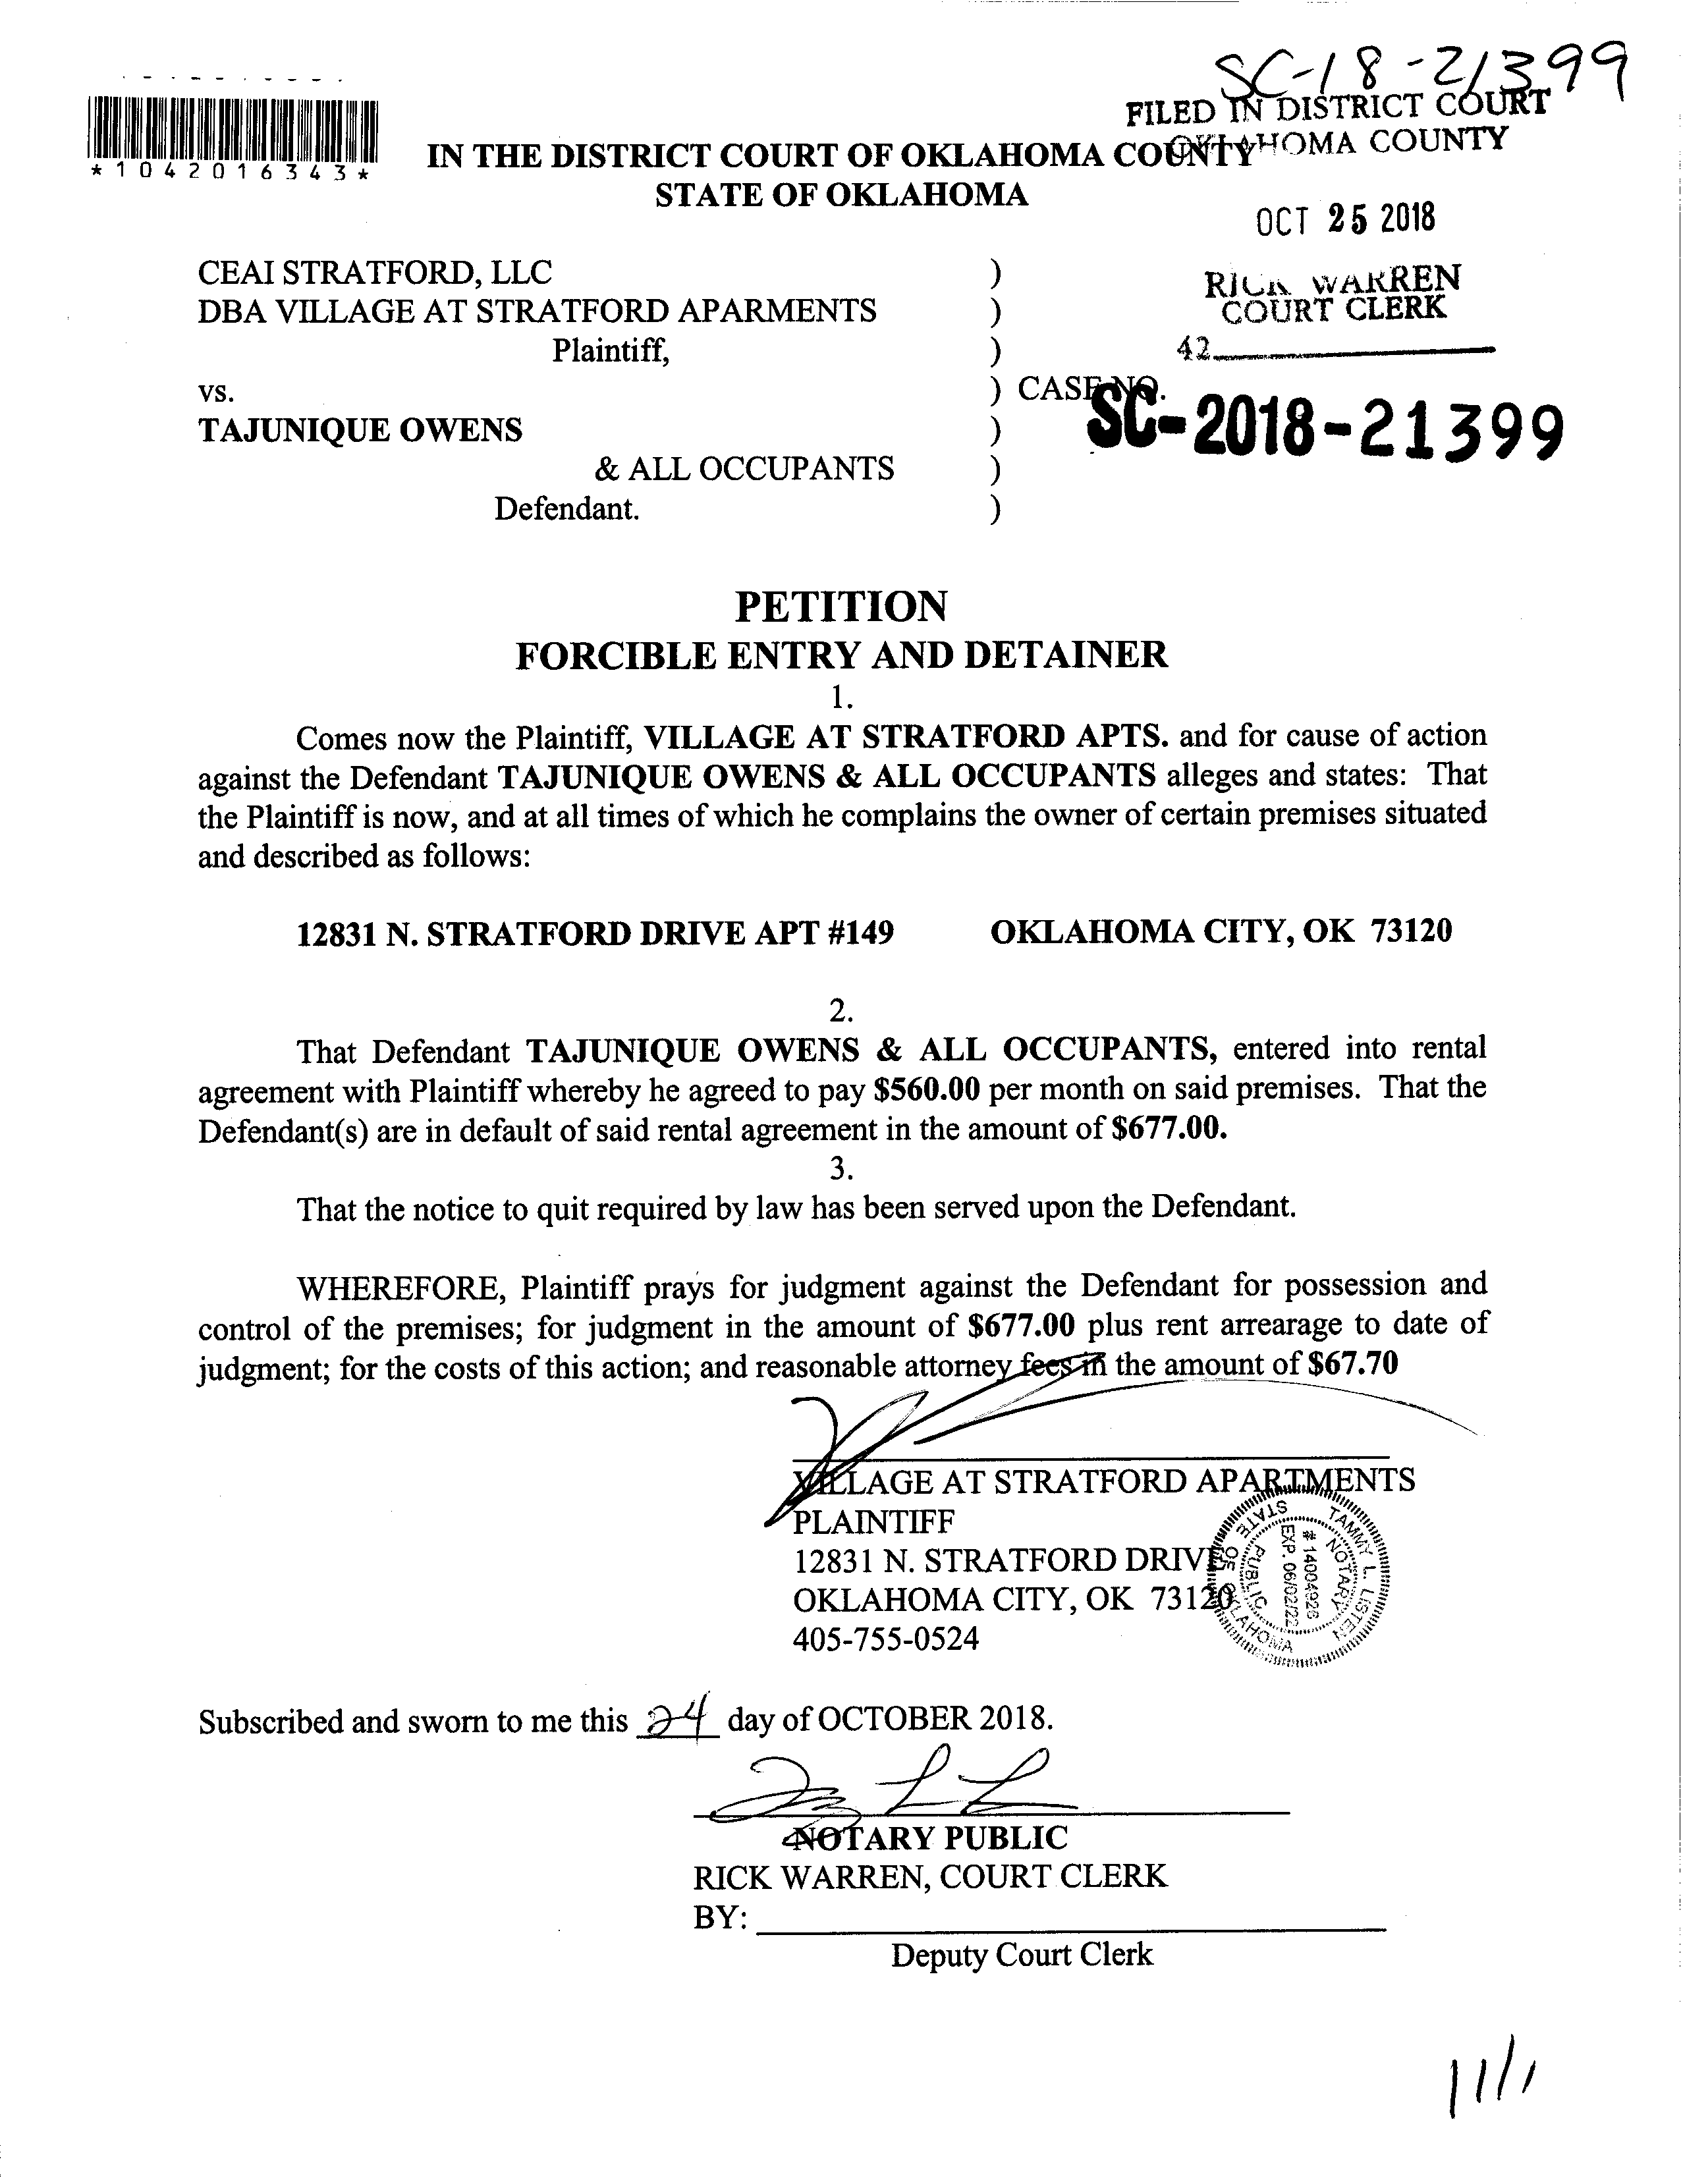 SC-18-21399
FILED IN DISTRICT COURT
OKLAHOMA COUNTY
*1042016343*
IN THE DISTRICT COURT OF OKLAHOMA COUNTY
STATE OF OKLAHOMA
OCT 25 2018
CEAI STRATFORD, LLC )
RICK WARREN
DBA VILLAGE AT STRATFORD APARMENTS )
COURT CLERK
Plaintiff, )
42
vs. ) CASE NO.
SC-2018-21399
TAJUNIQUE OWENS )
& ALL OCCUPANTS )
Defendant. )
PETITION
FORCIBLE ENTRY AND DETAINER
1.
Comes now the Plaintiff, VILLAGE AT STRATFORD APTS. and for cause of action
against the Defendant TAJUNIQUE OWENS & ALL OCCUPANTS alleges and states: That
the Plaintiff is now, and at all times of which he complains the owner of certain premises situated
and described as follows:
12831 N. STRATFORD DRIVE APT #149 OKLAHOMA CITY, OK 73120
2.
That Defendant TAJUNIQUE OWENS & ALL OCCUPANTS, entered into rental
agreement with Plaintiff whereby he agreed to pay $560.00 per month on said premises. That the
Defendant(s) are in default of said rental agreement in the amount of $677.00.
3.
That the notice to quit required by law has been served upon the Defendant.
WHEREFORE, Plaintiff prays for judgment against the Defendant for possession and
control of the premises; for judgment in the amount of $677.00 plus rent arrearage to date of
judgment; for the costs of this action; and reasonable attorney fees in the amount of $67.70
VILLAGE AT STRATFORD APARTMENTS
PLAINTIFF
12831 N. STRATFORD DRIVE
OKLAHOMA CITY, OK 73120
405-755-0524
TAMMY L. LISTEN
NOTARY PUBLIC
STATE OF OKLAHOMA
# 14004926
EXP. 06/02/22
Subscribed and sworn to me this 24 day of OCTOBER 2018.
NOTARY PUBLIC
RICK WARREN, COURT CLERK
BY:
Deputy Court Clerk
11/1